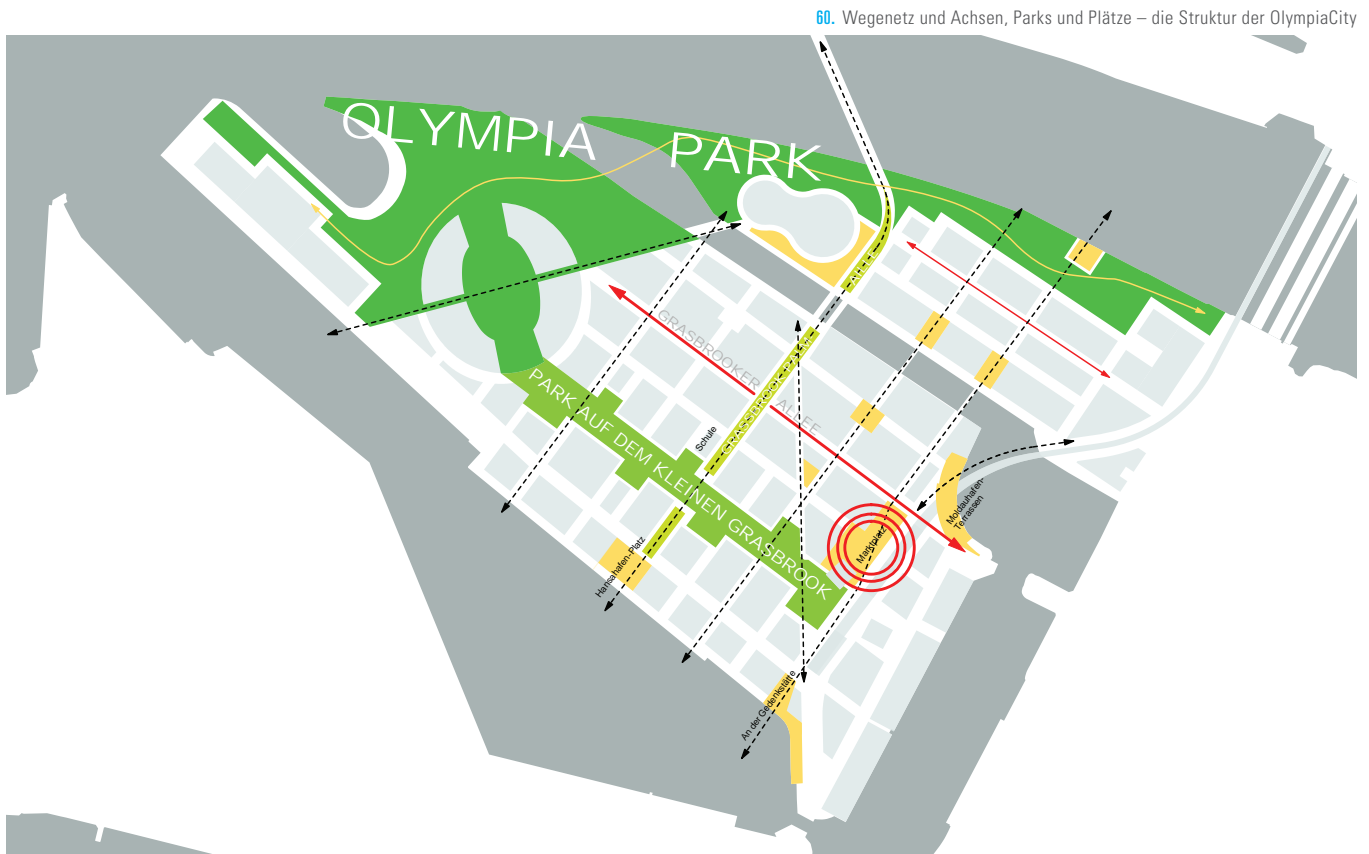 60. Wegenetz und Achsen, Parks und Plätze – die Struktur der OlympiaCity
OLYMPIA PARK
GRASBROOKER ALLEE
PARK AUF DEM KLEINEN GRASBROOK
Schule
Moldauhafen-
Terrassen
Marktplatz
Hansahafen-Platz
An der Gedenkstätte